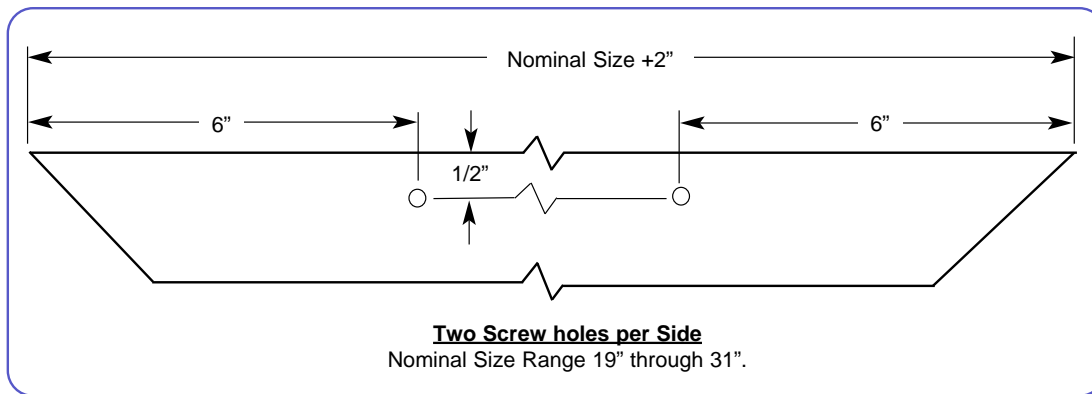 Nominal Size +2”
6”
6”
1/2”
Two Screw holes per Side
Nominal Size Range 19” through 31”.